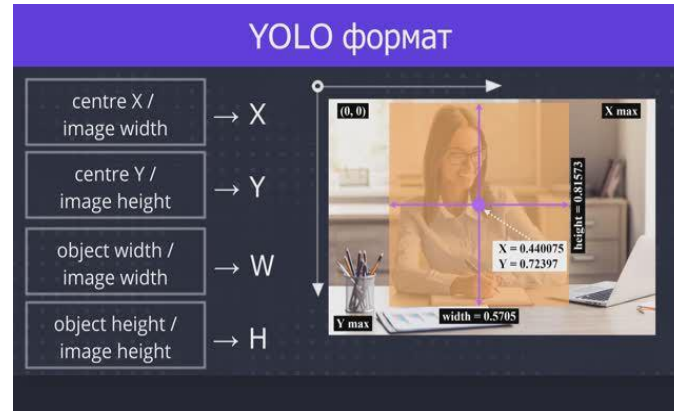 YOLO формат
centre X /
image width
→ X
centre Y /
image height
→ Y
object width /
image width
→ W
object height /
image height
→ H
(0, 0)
X max
height = 0.81573
X = 0.440075
Y = 0.72397
width = 0.5705
Y max